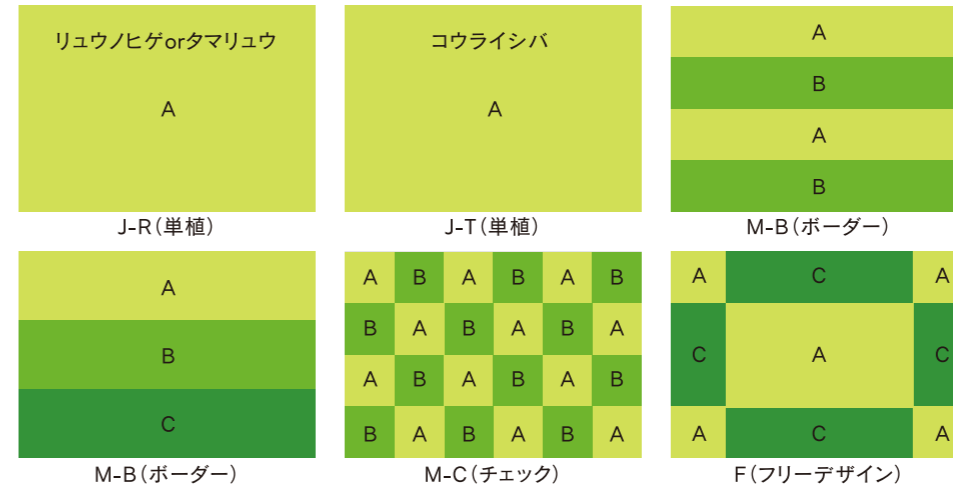 リュウノヒゲorタマリュウ
A
J-R(単植)
コウライシバ
A
J-T(単植)
A
B
A
B
M-B(ボーダー)
A
B
C
M-B(ボーダー)
A B A B A B
B A B A B A
A B A B A B
B A B A B A
M-C(チェック)
A C A
C A C
A C A
F(フリーデザイン)